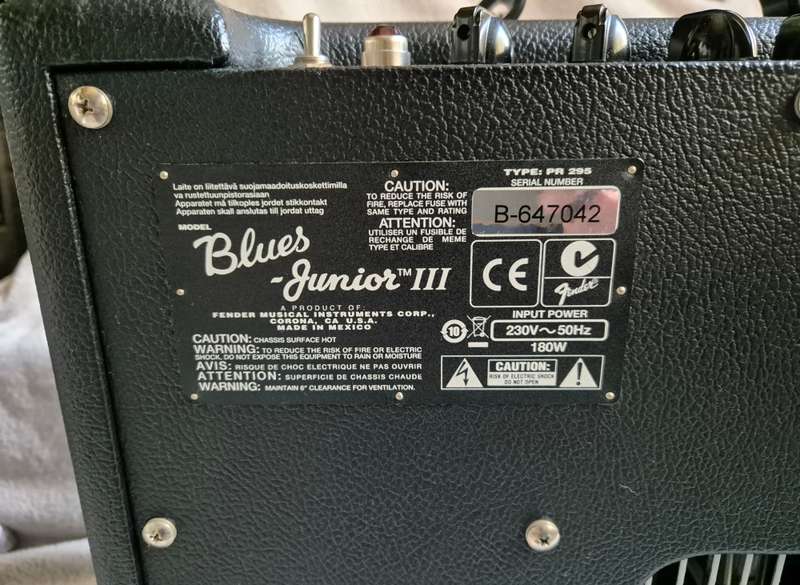 Laite on liitettävä suojamaadoituskoskettimilla
va rustettuunpistorasiaan
Apparatet må tilkoples jordet stikkontakt
Apparaten skall anslutas till jordat uttag
MODEL
Blues
Junior™ III
A PRODUCT OF:
FENDER MUSICAL INSTRUMENTS CORP.,
CORONA, CA U.S.A.
MADE IN MEXICO
CAUTION: CHASSIS SURFACE HOT
WARNING: TO REDUCE THE RISK OF FIRE OR ELECTRIC
SHOCK, DO NOT EXPOSE THIS EQUIPMENT TO RAIN OR MOISTURE
AVIS: RISQUE DE CHOC ELECTRIQUE NE PAS OUVRIR
ATTENTION: SUPERFICIE DE CHASSIS CHAUDE
WARNING: MAINTAIN 6" CLEARANCE FOR VENTILATION.
CAUTION:
TO REDUCE THE RISK OF
FIRE, REPLACE FUSE WITH
SAME TYPE AND RATING
ATTENTION:
UTILISER UN FUSIBLE DE
RECHANGE DE MEME
TYPE ET CALIBRE
TYPE: PR 295
SERIAL NUMBER
B-647042
CE
Fender
INPUT POWER
10
230V~50Hz
180W
CAUTION:
RISK OF ELECTRIC SHOCK
DO NOT OPEN